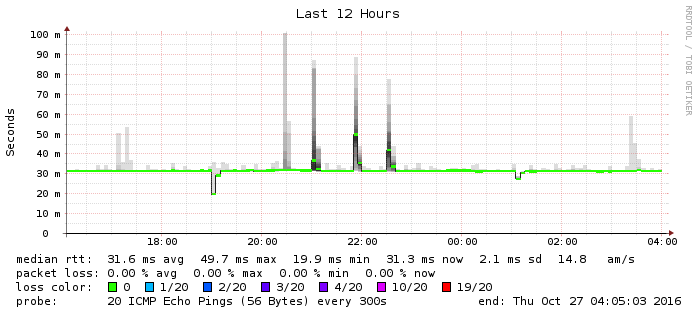 Last 12 Hours
RRDTOOL / TOBI OETIKER
Seconds
100 m
90 m
80 m
70 m
60 m
50 m
40 m
30 m
20 m
10 m
0
18:00 20:00 22:00 00:00 02:00 04:00
median rtt: 31.6 ms avg 49.7 ms max 19.9 ms min 31.3 ms now 2.1 ms sd 14.8 am/s
packet loss: 0.00 % avg 0.00 % max 0.00 % min 0.00 % now
loss color: 0 1/20 2/20 3/20 4/20 10/20 19/20
probe: 20 ICMP Echo Pings (56 Bytes) every 300s end: Thu Oct 27 04:05:03 2016